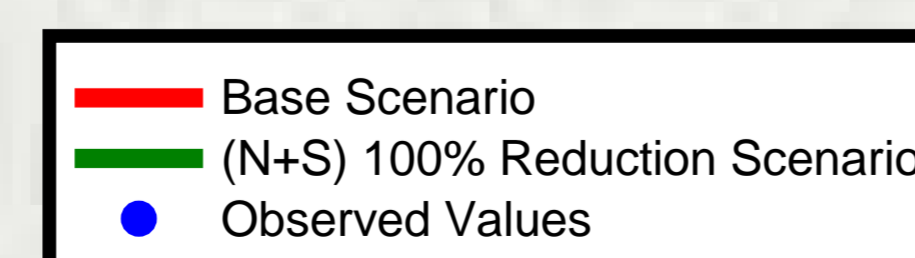 Base Scenario
(N+S) 100% Reduction Scenario
Observed Values